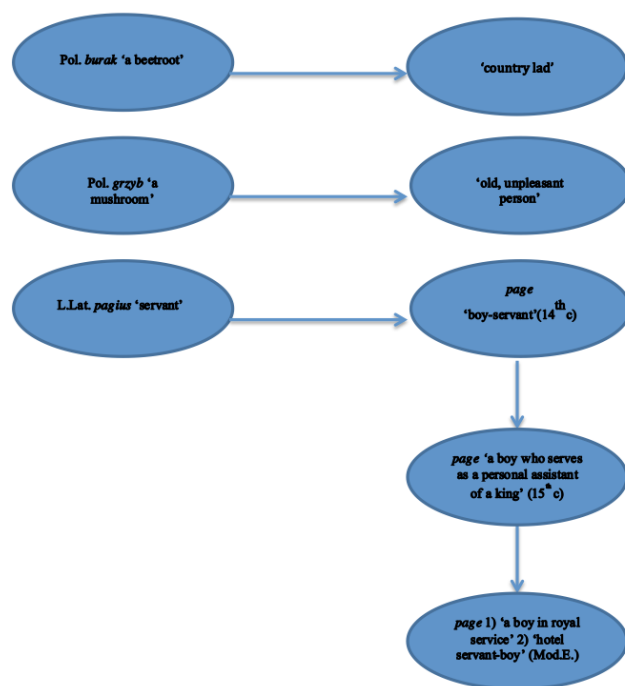 Pol. burak ‘a beetroot’
‘country lad’
Pol. grzyb ‘a
mushroom’
‘old, unpleasant
person’
L.Lat. pagius ‘servant’
page
‘boy-servant’(14th c)
page ‘a boy who serves
as a personal assistant
of a king’ (15th c)
page 1) ‘a boy in royal
service’ 2) ‘hotel
servant-boy’ (Mod.E.)